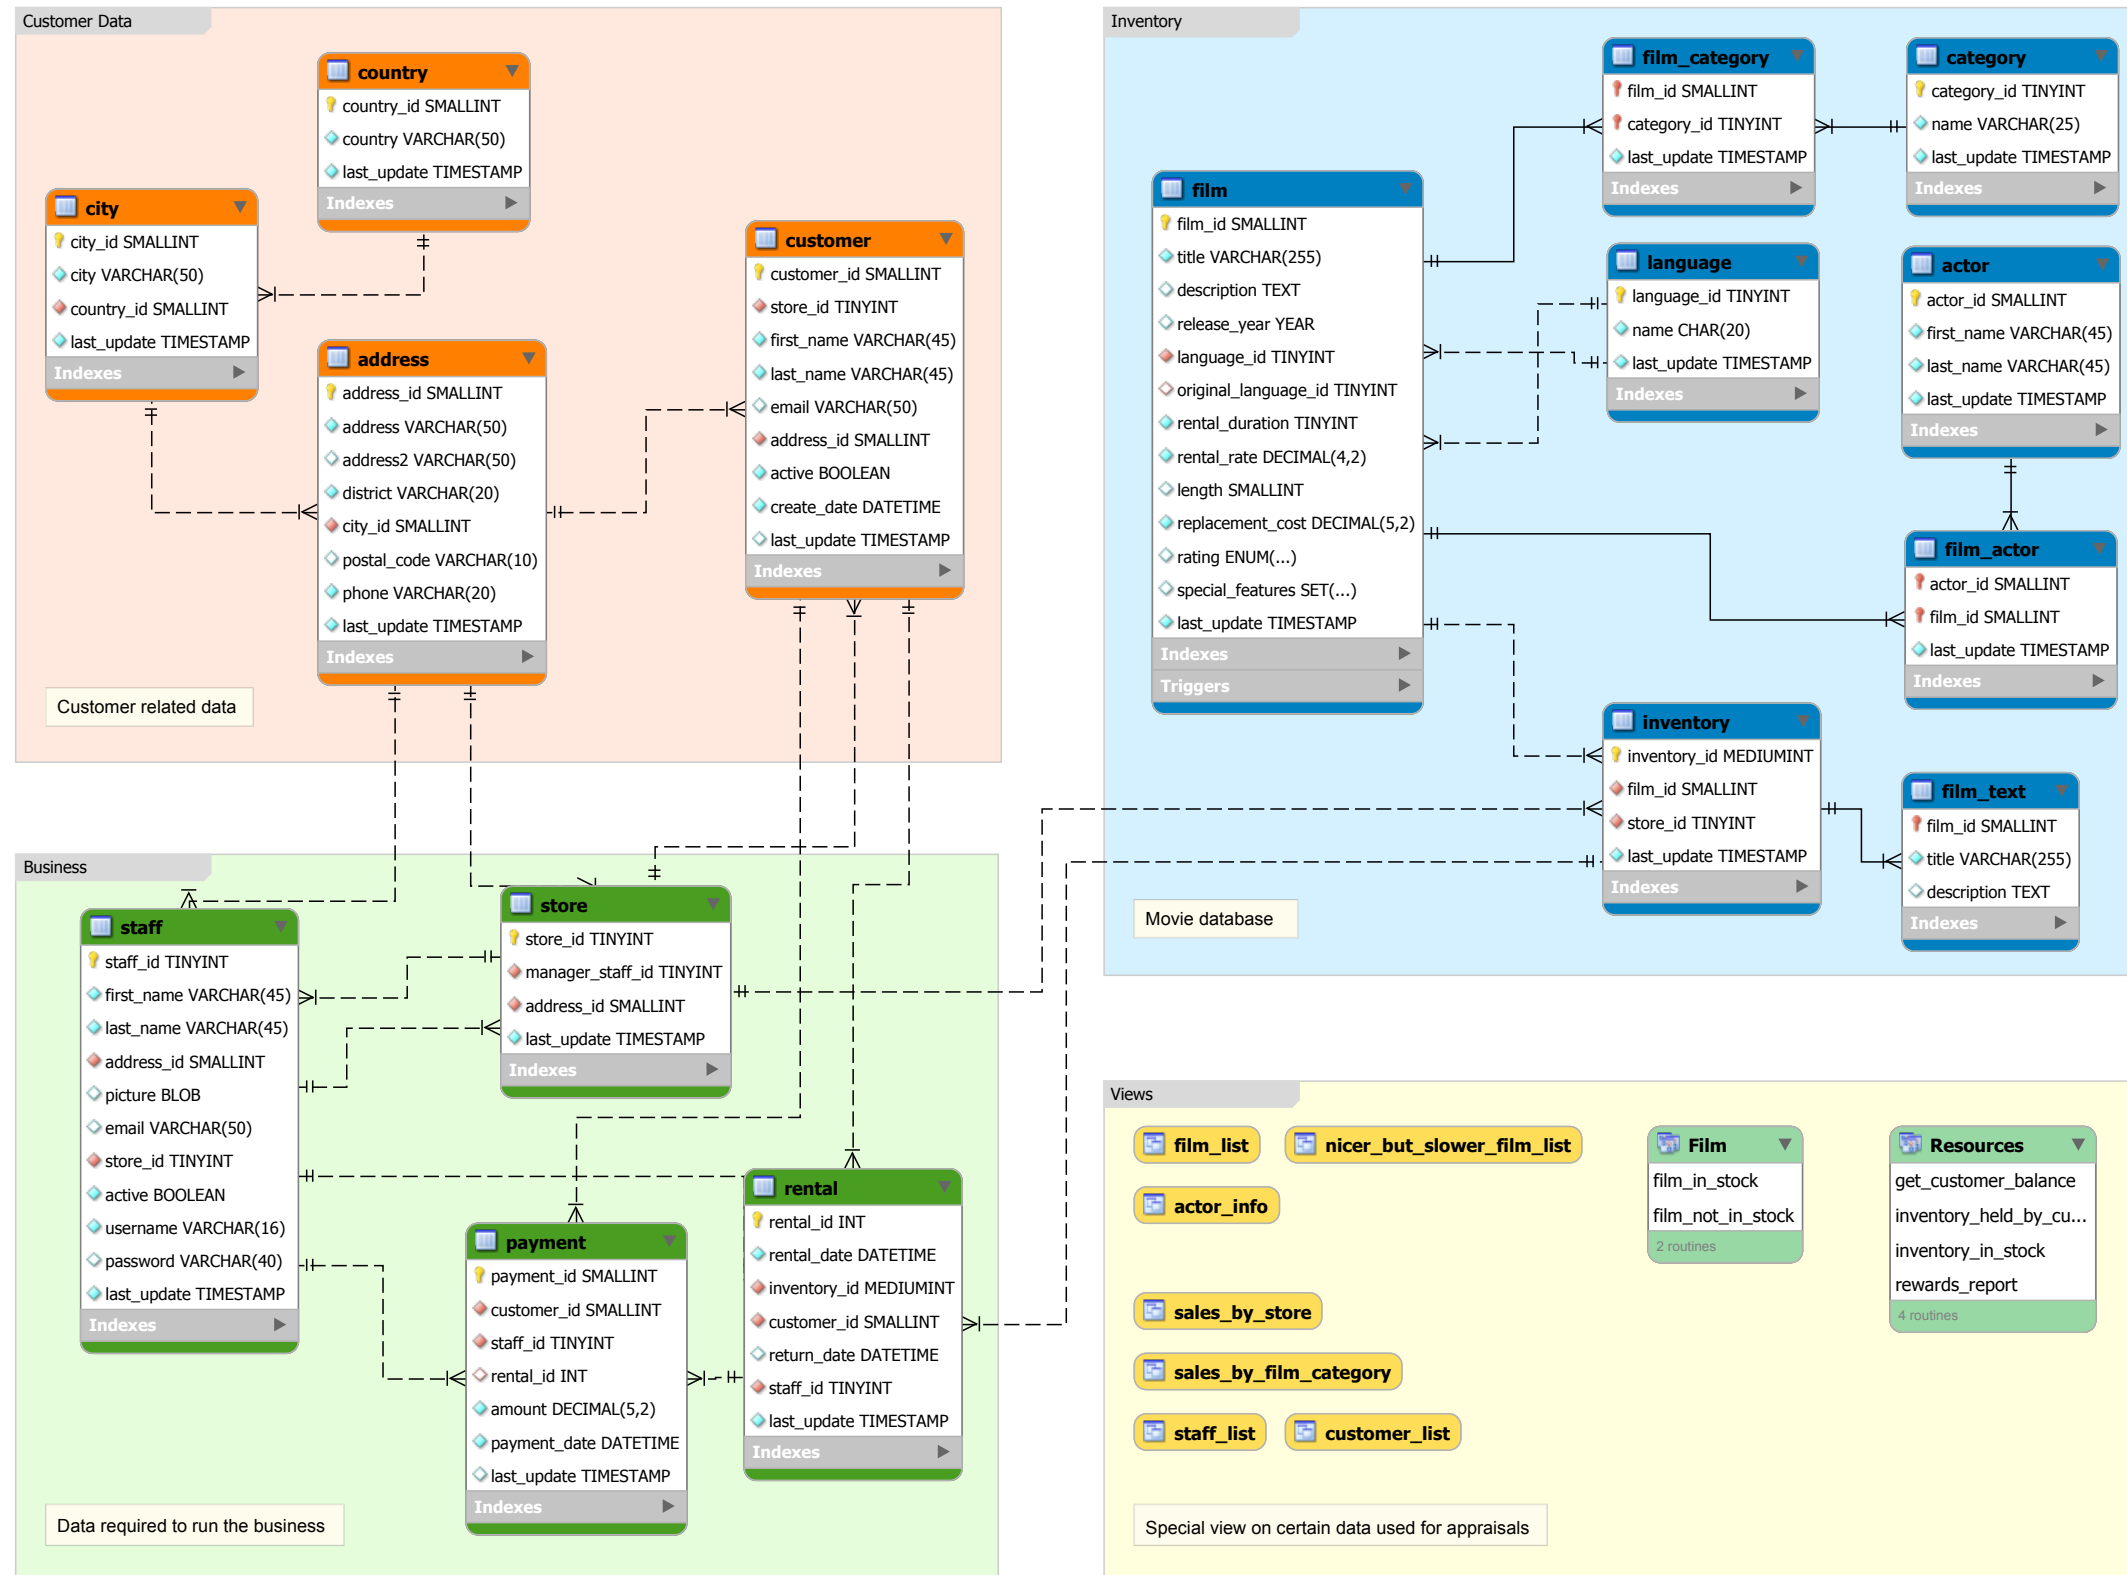 Customer Data
country
country_id SMALLINT
country VARCHAR(50)
last_update TIMESTAMP
Indexes
city
city_id SMALLINT
city VARCHAR(50)
country_id SMALLINT
last_update TIMESTAMP
Indexes
address
address_id SMALLINT
address VARCHAR(50)
address2 VARCHAR(50)
district VARCHAR(20)
city_id SMALLINT
postal_code VARCHAR(10)
phone VARCHAR(20)
last_update TIMESTAMP
Indexes
customer
customer_id SMALLINT
store_id TINYINT
first_name VARCHAR(45)
last_name VARCHAR(45)
email VARCHAR(50)
address_id SMALLINT
active BOOLEAN
create_date DATETIME
last_update TIMESTAMP
Indexes
Customer related data
Inventory
film
film_id SMALLINT
title VARCHAR(255)
description TEXT
release_year YEAR
language_id TINYINT
original_language_id TINYINT
rental_duration TINYINT
rental_rate DECIMAL(4,2)
length SMALLINT
replacement_cost DECIMAL(5,2)
rating ENUM(...)
special_features SET(...)
last_update TIMESTAMP
Indexes
Triggers
film_category
film_id SMALLINT
category_id TINYINT
last_update TIMESTAMP
Indexes
category
category_id TINYINT
name VARCHAR(25)
last_update TIMESTAMP
Indexes
language
language_id TINYINT
name CHAR(20)
last_update TIMESTAMP
Indexes
actor
actor_id SMALLINT
first_name VARCHAR(45)
last_name VARCHAR(45)
last_update TIMESTAMP
Indexes
film_actor
actor_id SMALLINT
film_id SMALLINT
last_update TIMESTAMP
Indexes
inventory
inventory_id MEDIUMINT
film_id SMALLINT
store_id TINYINT
last_update TIMESTAMP
Indexes
film_text
film_id SMALLINT
title VARCHAR(255)
description TEXT
Indexes
Movie database
Business
staff
staff_id TINYINT
first_name VARCHAR(45)
last_name VARCHAR(45)
address_id SMALLINT
picture BLOB
email VARCHAR(50)
store_id TINYINT
active BOOLEAN
username VARCHAR(16)
password VARCHAR(40)
last_update TIMESTAMP
Indexes
store
store_id TINYINT
manager_staff_id TINYINT
address_id SMALLINT
last_update TIMESTAMP
Indexes
payment
payment_id SMALLINT
customer_id SMALLINT
staff_id TINYINT
rental_id INT
amount DECIMAL(5,2)
payment_date DATETIME
last_update TIMESTAMP
Indexes
rental
rental_id INT
rental_date DATETIME
inventory_id MEDIUMINT
customer_id SMALLINT
return_date DATETIME
staff_id TINYINT
last_update TIMESTAMP
Indexes
Data required to run the business
Views
film_list
nicer_but_slower_film_list
actor_info
sales_by_store
sales_by_film_category
staff_list
customer_list
Film
film_in_stock
film_not_in_stock
2 routines
Resources
get_customer_balance
inventory_held_by_cu...
inventory_in_stock
rewards_report
4 routines
Special view on certain data used for appraisals